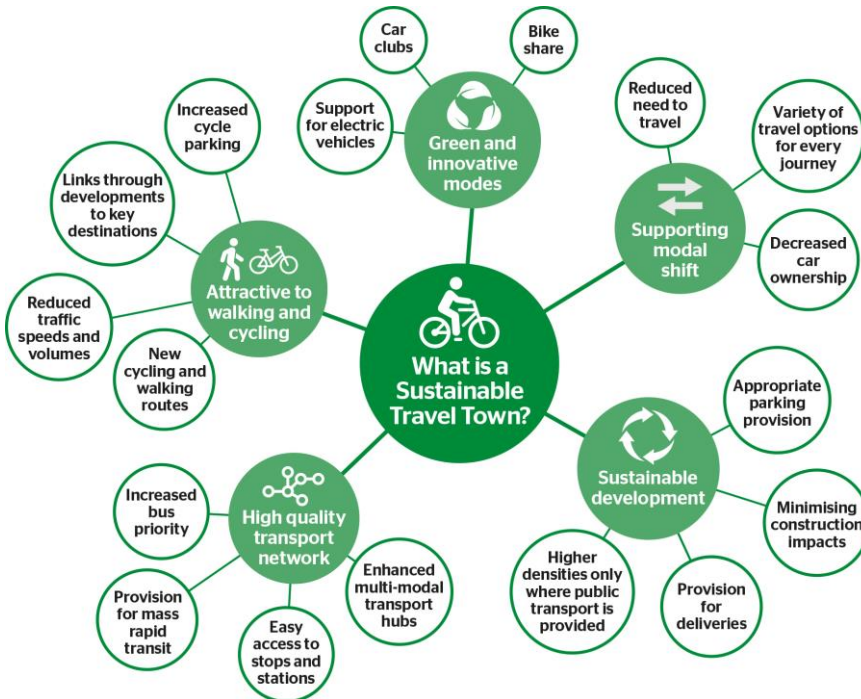 What is a
Sustainable
Travel Town?
Green and
innovative
modes
Car
clubs
Bike
share
Support
for electric
vehicles
Supporting
modal
shift
Reduced
need to
travel
Variety of
travel options
for every
journey
Decreased
car
ownership
Sustainable
development
Appropriate
parking
provision
Minimising
construction
impacts
Provision
for
deliveries
Higher
densities only
where public
transport is
provided
High quality
transport
network
Enhanced
multi-modal
transport
hubs
Easy
access to
stops and
stations
Provision
for mass
rapid
transit
Increased
bus
priority
Attractive to
walking and
cycling
New
cycling and
walking
routes
Reduced
traffic
speeds and
volumes
Links through
developments
to key
destinations
Increased
cycle
parking